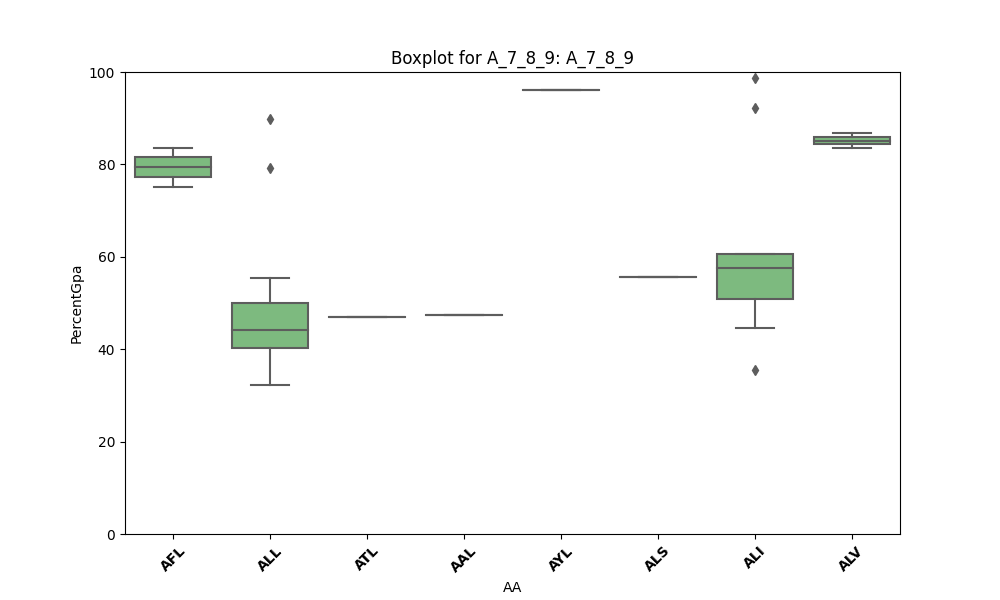 Boxplot for A_7_8_9: A_7_8_9
100
80
60
40
20
0
PercentGpa
AFL
ALL
ATL
AAL
AYL
ALS
ALI
ALV
AA